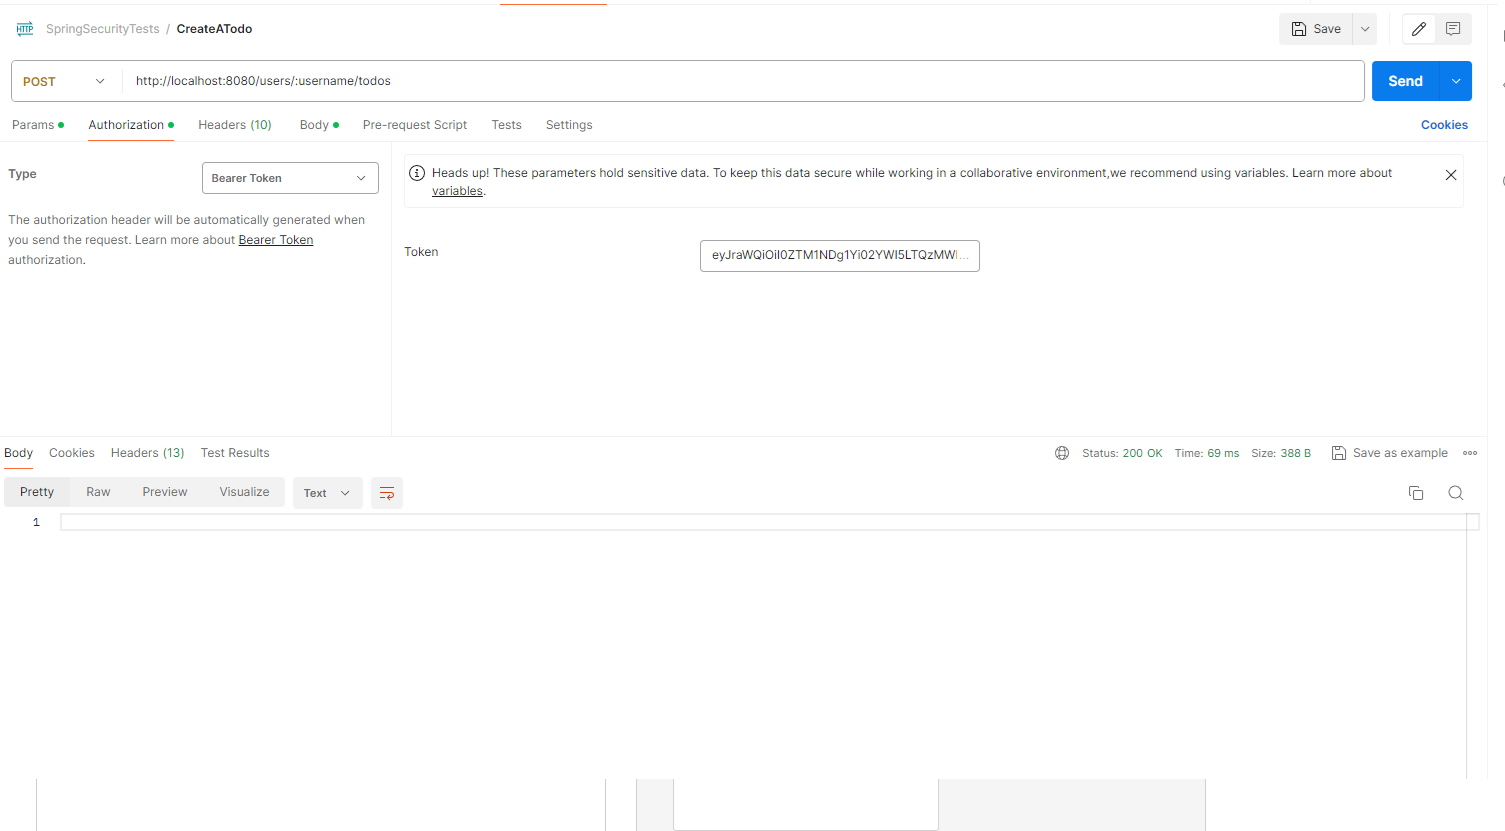 HTTP SpringSecurityTests / CreateATodo Save
POST http://localhost:8080/users/:username/todos Send
Params Authorization Headers (10) Body Pre-request Script Tests Settings Cookies
Type Bearer Token
The authorization header will be automatically generated when
you send the request. Learn more about Bearer Token
authorization.
Heads up! These parameters hold sensitive data. To keep this data secure while working in a collaborative environment,we recommend using variables. Learn more about
variables.
Token eyJraWQiOiI0ZTM1NDg1Yi02YWI5LTQzMWI...
Body Cookies Headers (13) Test Results Status: 200 OK Time: 69 ms Size: 388 B Save as example
Pretty Raw Preview Visualize Text
1